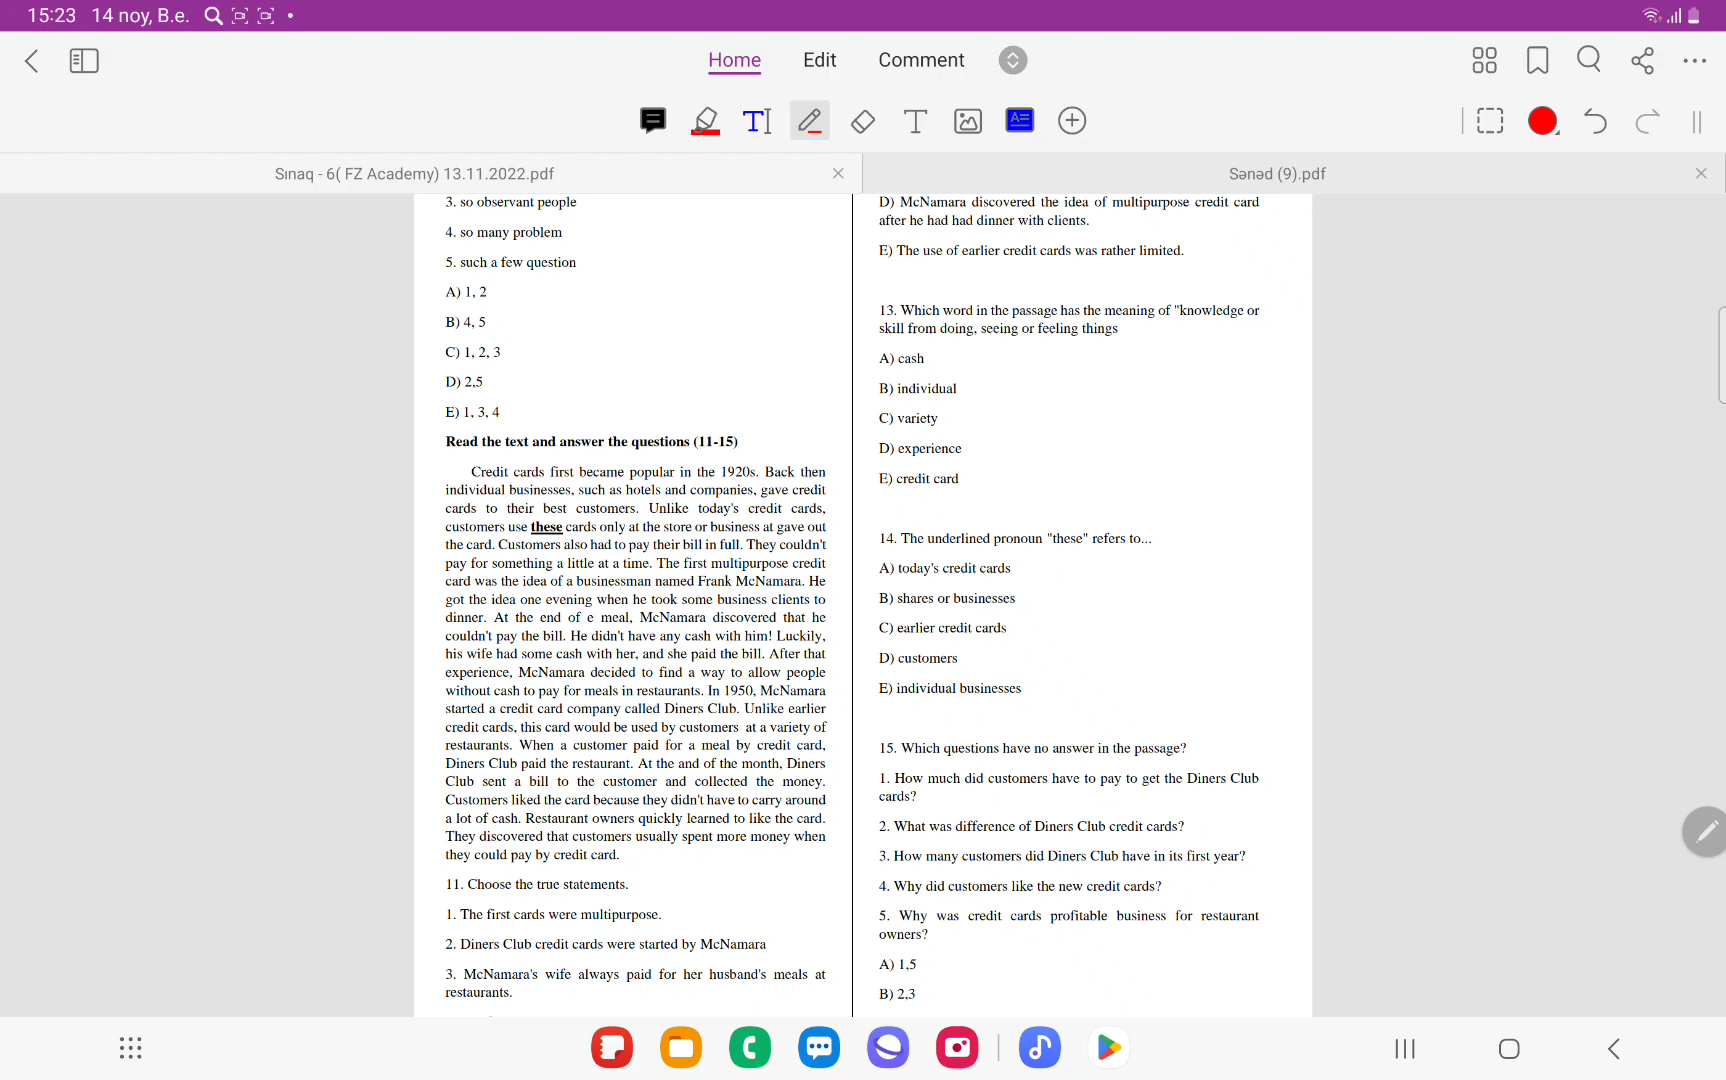 15:23 14 noy, B.e.
Home Edit Comment
Sınaq - 6( FZ Academy) 13.11.2022.pdf
Sənəd (9).pdf
3. so observant people
4. so many problem
5. such a few question
A) 1, 2
B) 4, 5
C) 1, 2, 3
D) 2,5
E) 1, 3, 4
Read the text and answer the questions (11-15)
Credit cards first became popular in the 1920s. Back then
individual businesses, such as hotels and companies, gave credit
cards to their best customers. Unlike today's credit cards,
customers use these cards only at the store or business at gave out
the card. Customers also had to pay their bill in full. They couldn't
pay for something a little at a time. The first multipurpose credit
card was the idea of a businessman named Frank McNamara. He
got the idea one evening when he took some business clients to
dinner. At the end of e meal, McNamara discovered that he
couldn't pay the bill. He didn't have any cash with him! Luckily,
his wife had some cash with her, and she paid the bill. After that
experience, McNamara decided to find a way to allow people
without cash to pay for meals in restaurants. In 1950, McNamara
started a credit card company called Diners Club. Unlike earlier
credit cards, this card would be used by customers at a variety of
restaurants. When a customer paid for a meal by credit card,
Diners Club paid the restaurant. At the and of the month, Diners
Club sent a bill to the customer and collected the money.
Customers liked the card because they didn't have to carry around
a lot of cash. Restaurant owners quickly learned to like the card.
They discovered that customers usually spent more money when
they could pay by credit card.
11. Choose the true statements.
1. The first cards were multipurpose.
2. Diners Club credit cards were started by McNamara
3. McNamara's wife always paid for her husband's meals at
restaurants.
D) McNamara discovered the idea of multipurpose credit card
after he had had dinner with clients.
E) The use of earlier credit cards was rather limited.
13. Which word in the passage has the meaning of "knowledge or
skill from doing, seeing or feeling things
A) cash
B) individual
C) variety
D) experience
E) credit card
14. The underlined pronoun "these" refers to...
A) today's credit cards
B) shares or businesses
C) earlier credit cards
D) customers
E) individual businesses
15. Which questions have no answer in the passage?
1. How much did customers have to pay to get the Diners Club
cards?
2. What was difference of Diners Club credit cards?
3. How many customers did Diners Club have in its first year?
4. Why did customers like the new credit cards?
5. Why was credit cards profitable business for restaurant
owners?
A) 1,5
B) 2,3